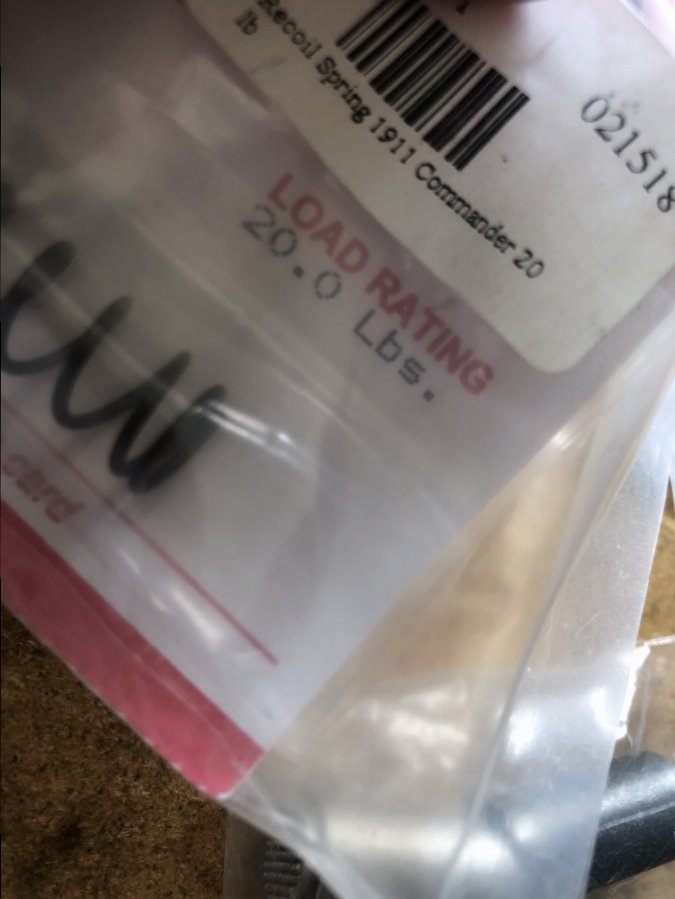 Recoil Spring 1911 Commander 20
lb
021518
LOAD RATING
20.0 Lbs.
card